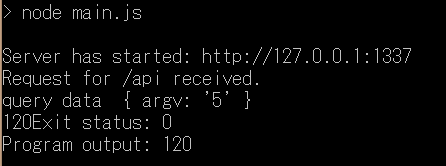 > node main.js
Server has started: http://127.0.0.1:1337
Request for /api received.
query data  { argv: '5' }
120Exit status: 0
Program output: 120